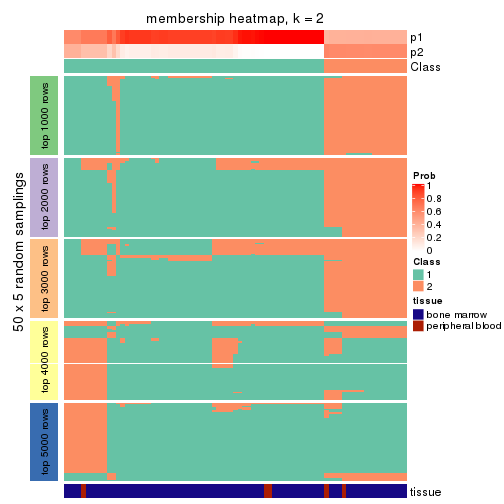 membership heatmap, k = 2
p1
p2
Class
50 x 5 random samplings
top 1000 rows
top 2000 rows
top 3000 rows
top 4000 rows
top 5000 rows
Prob
1
0.8
0.6
0.4
0.2
0
Class
1
2
tissue
bone marrow
peripheral blood
tissue